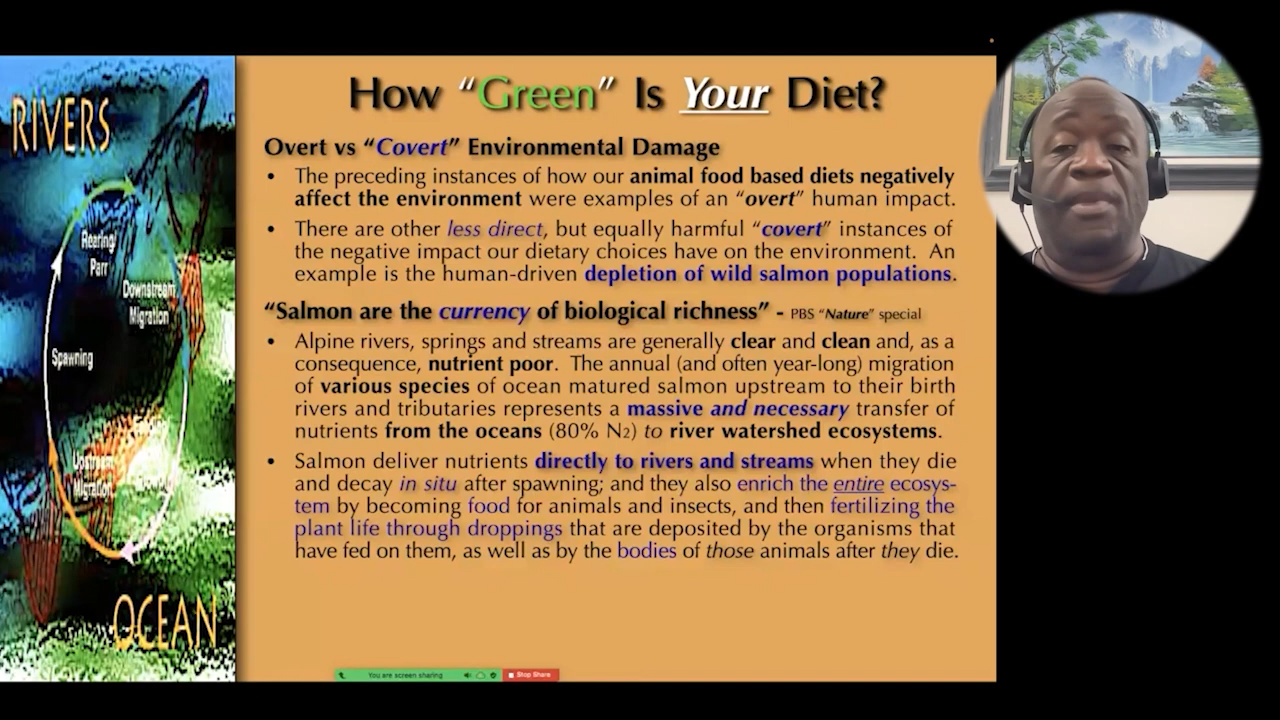 How “Green” Is Your Diet?
Overt vs “Covert” Environmental Damage
• The preceding instances of how our animal food based diets negatively
affect the environment were examples of an “overt” human impact.
• There are other less direct, but equally harmful “covert” instances of
the negative impact our dietary choices have on the environment. An
example is the human-driven depletion of wild salmon populations.
“Salmon are the currency of biological richness” - PBS “Nature” special
• Alpine rivers, springs and streams are generally clear and clean and, as a
consequence, nutrient poor. The annual (and often year-long) migration
of various species of ocean matured salmon upstream to their birth
rivers and tributaries represents a massive and necessary transfer of
nutrients from the oceans (80% N2) to river watershed ecosystems.
• Salmon deliver nutrients directly to rivers and streams when they die
and decay in situ after spawning; and they also enrich the entire ecosys-
tem by becoming food for animals and insects, and then fertilizing the
plant life through droppings that are deposited by the organisms that
have fed on them, as well as by the bodies of those animals after they die.
RIVERS
Rearing/
Parr
Downstream
Migration
Spawning
Upstream
Migration
OCEAN
You are screen sharing
Stop Share